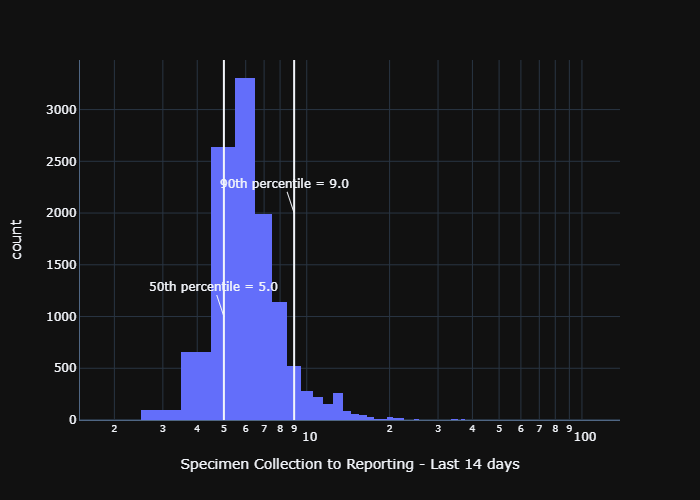 3000
2500
2000
1500
1000
500
0
count
90th percentile = 9.0
50th percentile = 5.0
2 3 4 5 6 7 8 9 10 2 3 4 5 6 7 8 9 100
Specimen Collection to Reporting - Last 14 days